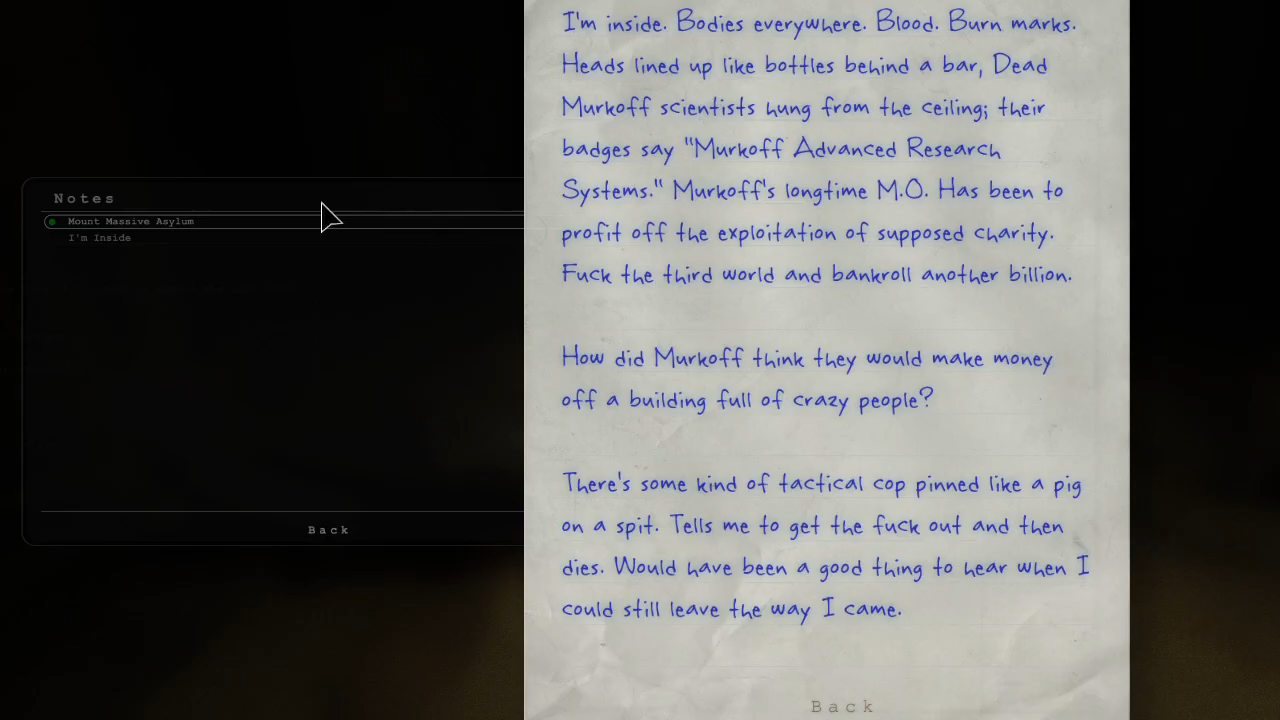 Notes
Mount Massive Asylum
I'm Inside
Back
I'm inside. Bodies everywhere. Blood. Burn marks.
Heads lined up like bottles behind a bar, Dead
Murkoff scientists hung from the ceiling; their
badges say "Murkoff Advanced Research
Systems." Murkoff's longtime M.O. Has been to
profit off the exploitation of supposed charity.
Fuck the third world and bankroll another billion.
How did Murkoff think they would make money
off a building full of crazy people?
There's some kind of tactical cop pinned like a pig
on a spit. Tells me to get the fuck out and then
dies. Would have been a good thing to hear when I
could still leave the way I came.
Back